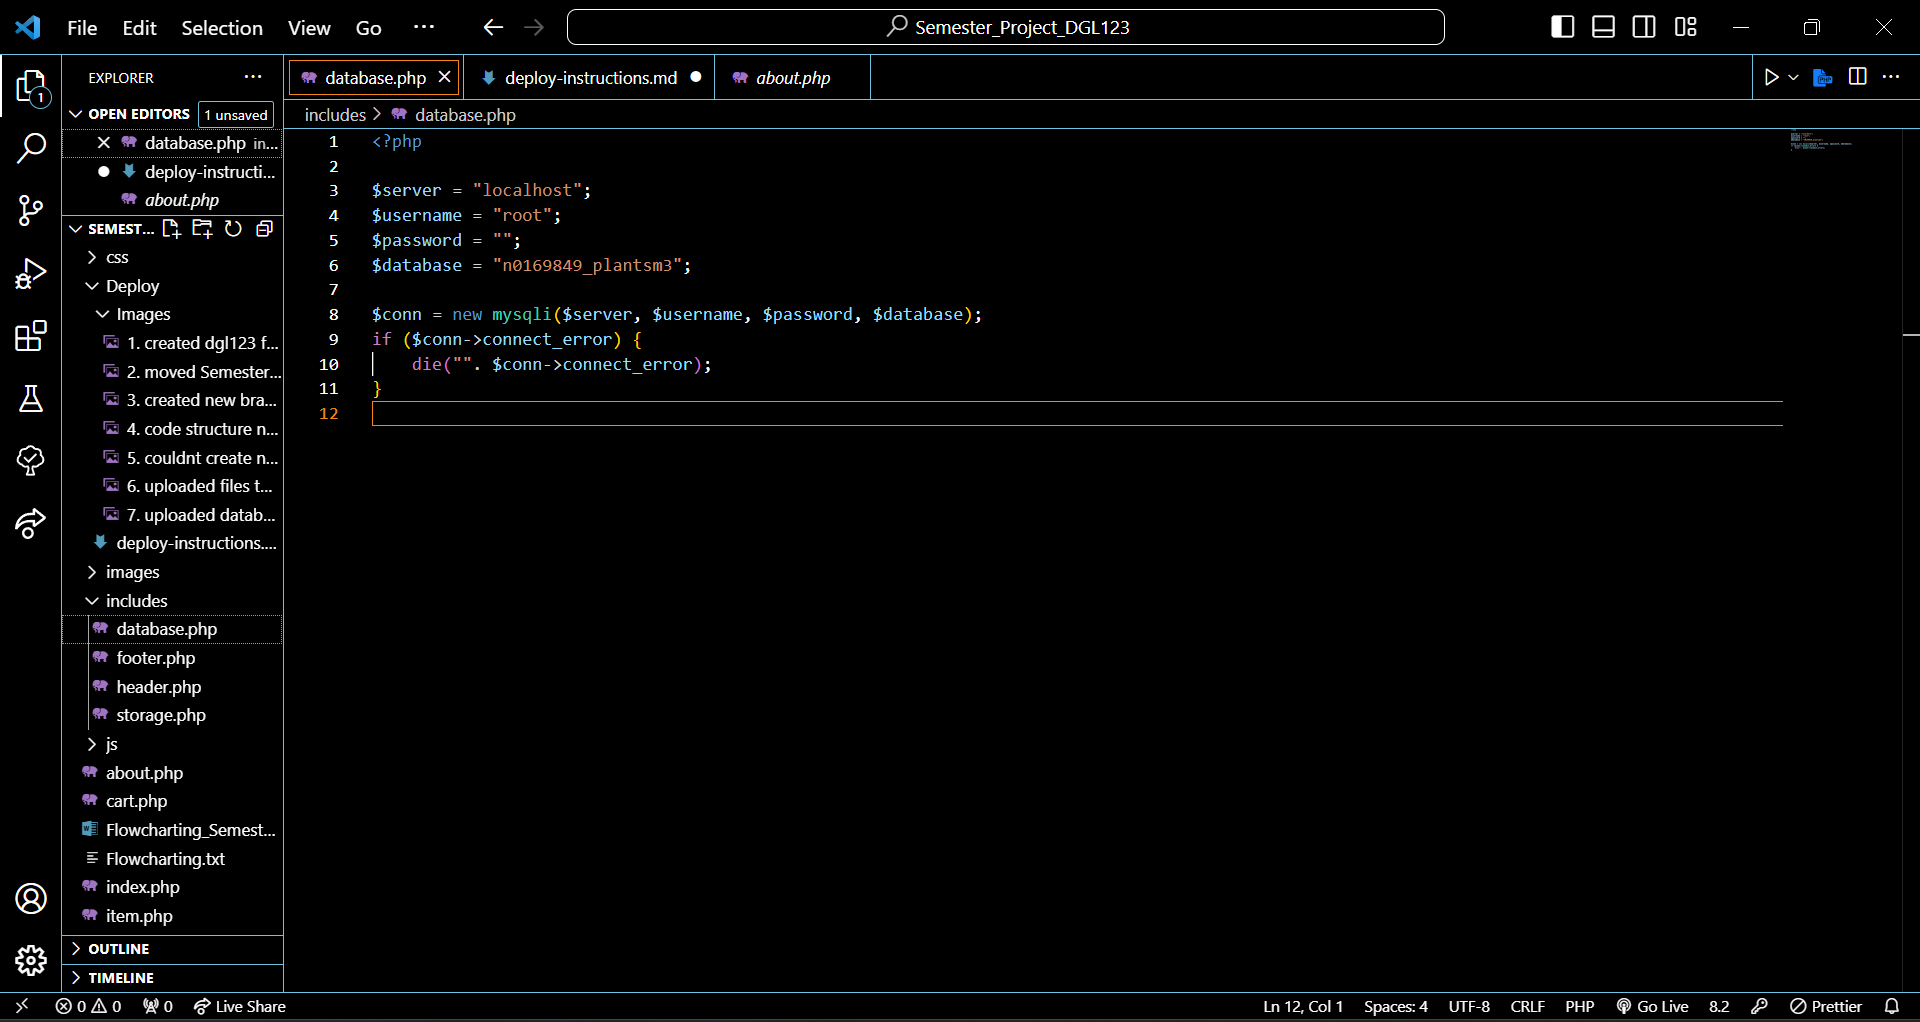 File Edit Selection View Go ··· Semester_Project_DGL123
EXPLORER ···
OPEN EDITORS 1 unsaved
database.php in...
deploy-instructi...
about.php
SEMEST...
css
Deploy
Images
1. created dgl123 f...
2. moved Semester...
3. created new bra...
4. code structure n...
5. couldnt create n...
6. uploaded files t...
7. uploaded datab...
deploy-instructions....
images
includes
database.php
footer.php
header.php
storage.php
js
about.php
cart.php
Flowcharting_Semest...
Flowcharting.txt
index.php
item.php
OUTLINE
TIMELINE
1
database.php deploy-instructions.md about.php
includes > database.php
1 <?php
2
3 $server = "localhost";
4 $username = "root";
5 $password = "";
6 $database = "n0169849_plantsm3";
7
8 $conn = new mysqli($server, $username, $password, $database);
9 if ($conn->connect_error) {
10 die("". $conn->connect_error);
11 }
12
0 0 0 Live Share Ln 12, Col 1 Spaces: 4 UTF-8 CRLF PHP Go Live 8.2 Prettier